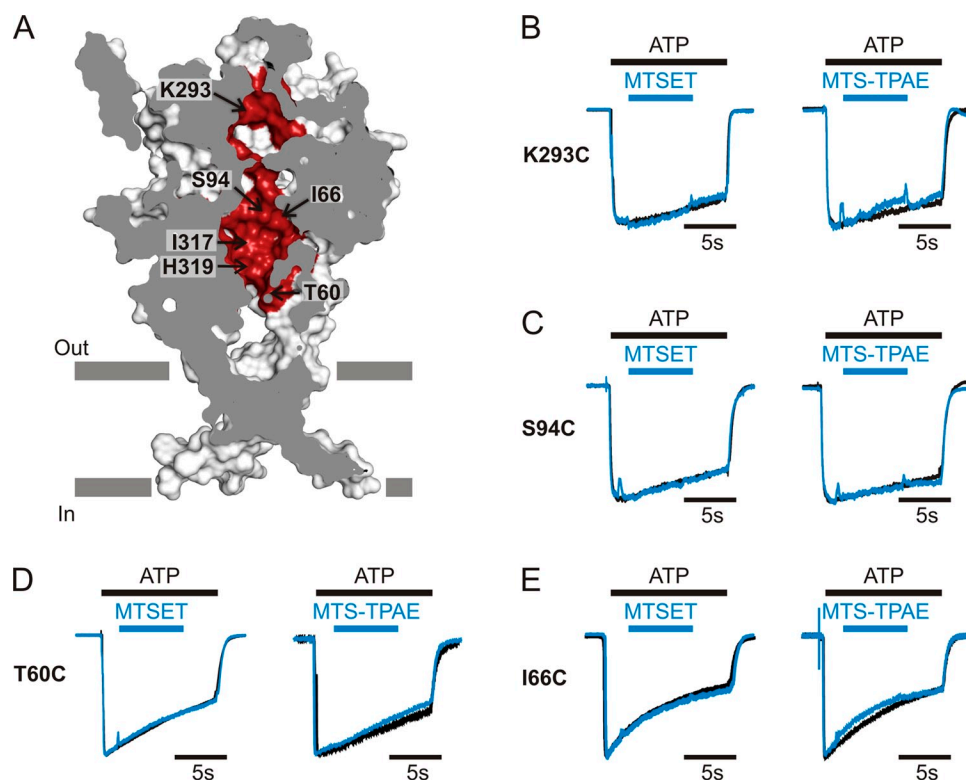 A
K293
S94
I66
I317
H319
T60
Out
In
B
ATP
MTSET
ATP
MTS-TPAE
K293C
5s
5s
C
ATP
MTSET
ATP
MTS-TPAE
S94C
5s
5s
D
ATP
MTSET
ATP
MTS-TPAE
T60C
5s
5s
E
ATP
MTSET
ATP
MTS-TPAE
I66C
5s
5s